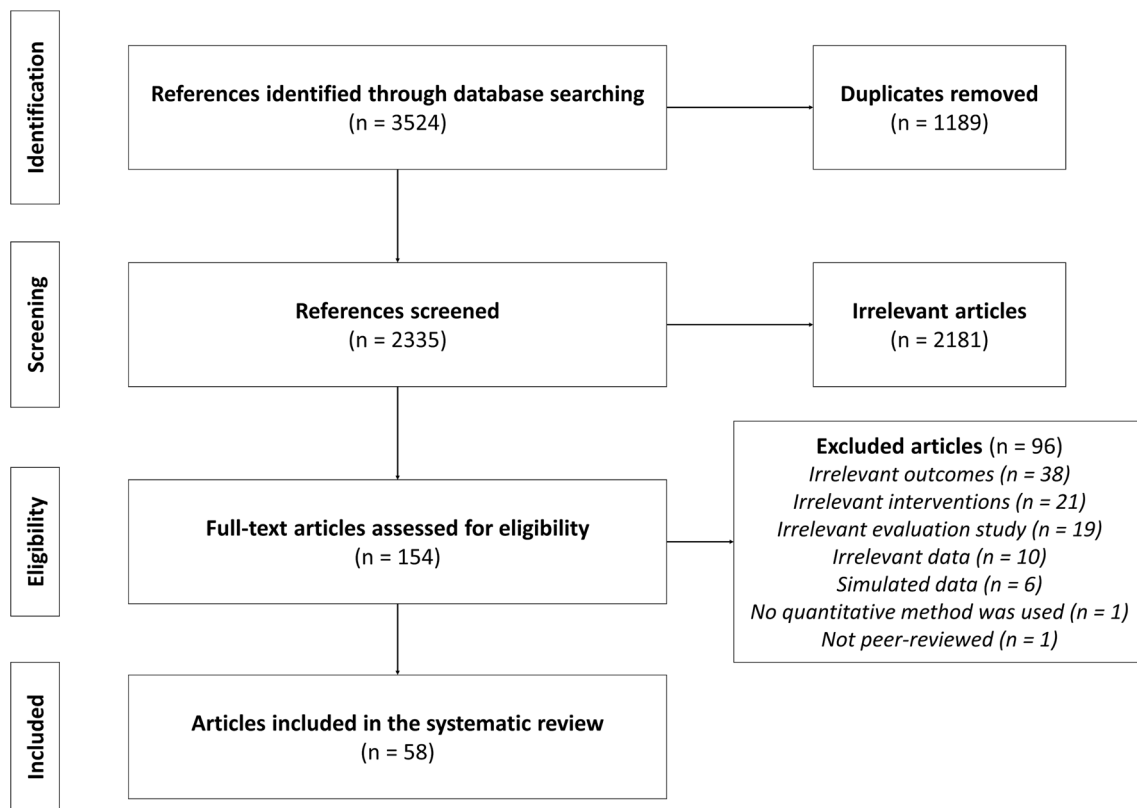 Identification
References identified through database searching
(n = 3524)
Duplicates removed
(n = 1189)
Screening
References screened
(n = 2335)
Irrelevant articles
(n = 2181)
Eligibility
Full-text articles assessed for eligibility
(n = 154)
Excluded articles (n = 96)
Irrelevant outcomes (n = 38)
Irrelevant interventions (n = 21)
Irrelevant evaluation study (n = 19)
Irrelevant data (n = 10)
Simulated data (n = 6)
No quantitative method was used (n = 1)
Not peer-reviewed (n = 1)
Included
Articles included in the systematic review
(n = 58)